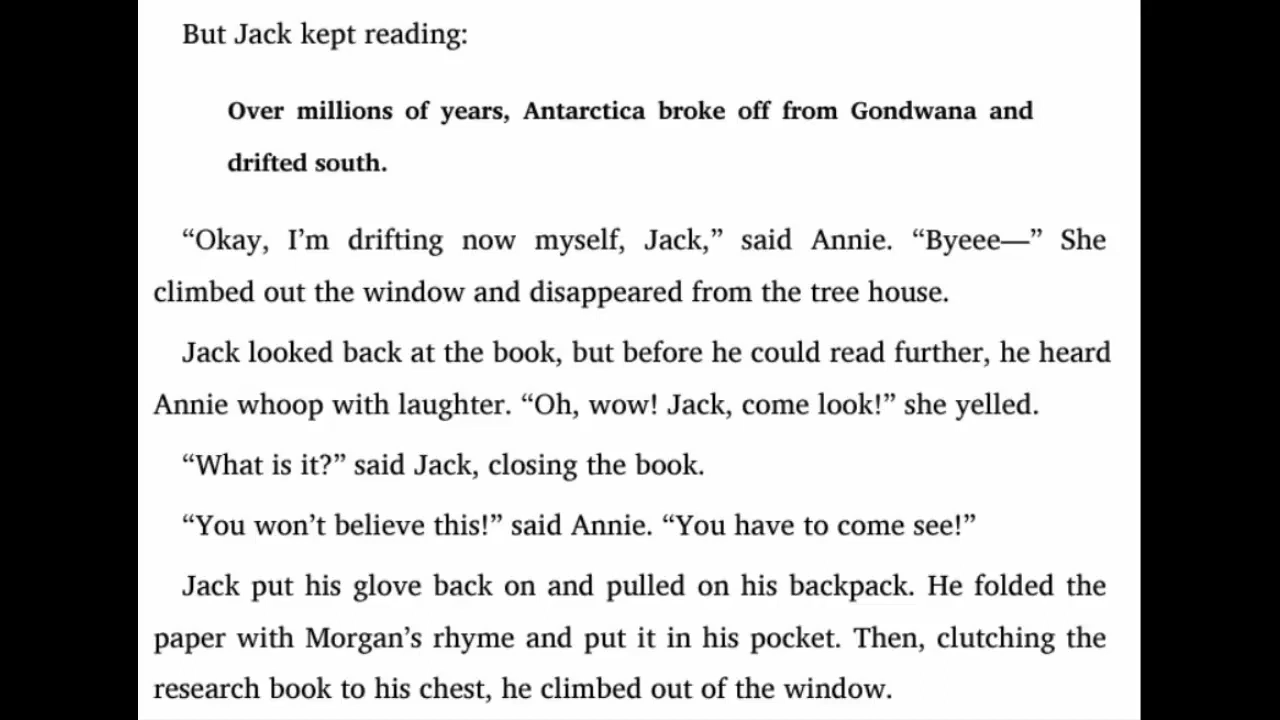 But Jack kept reading:
Over millions of years, Antarctica broke off from Gondwana and
drifted south.
“Okay, I’m drifting now myself, Jack,” said Annie. “Byeee—” She
climbed out the window and disappeared from the tree house.
Jack looked back at the book, but before he could read further, he heard
Annie whoop with laughter. “Oh, wow! Jack, come look!” she yelled.
“What is it?” said Jack, closing the book.
“You won’t believe this!” said Annie. “You have to come see!”
Jack put his glove back on and pulled on his backpack. He folded the
paper with Morgan’s rhyme and put it in his pocket. Then, clutching the
research book to his chest, he climbed out of the window.